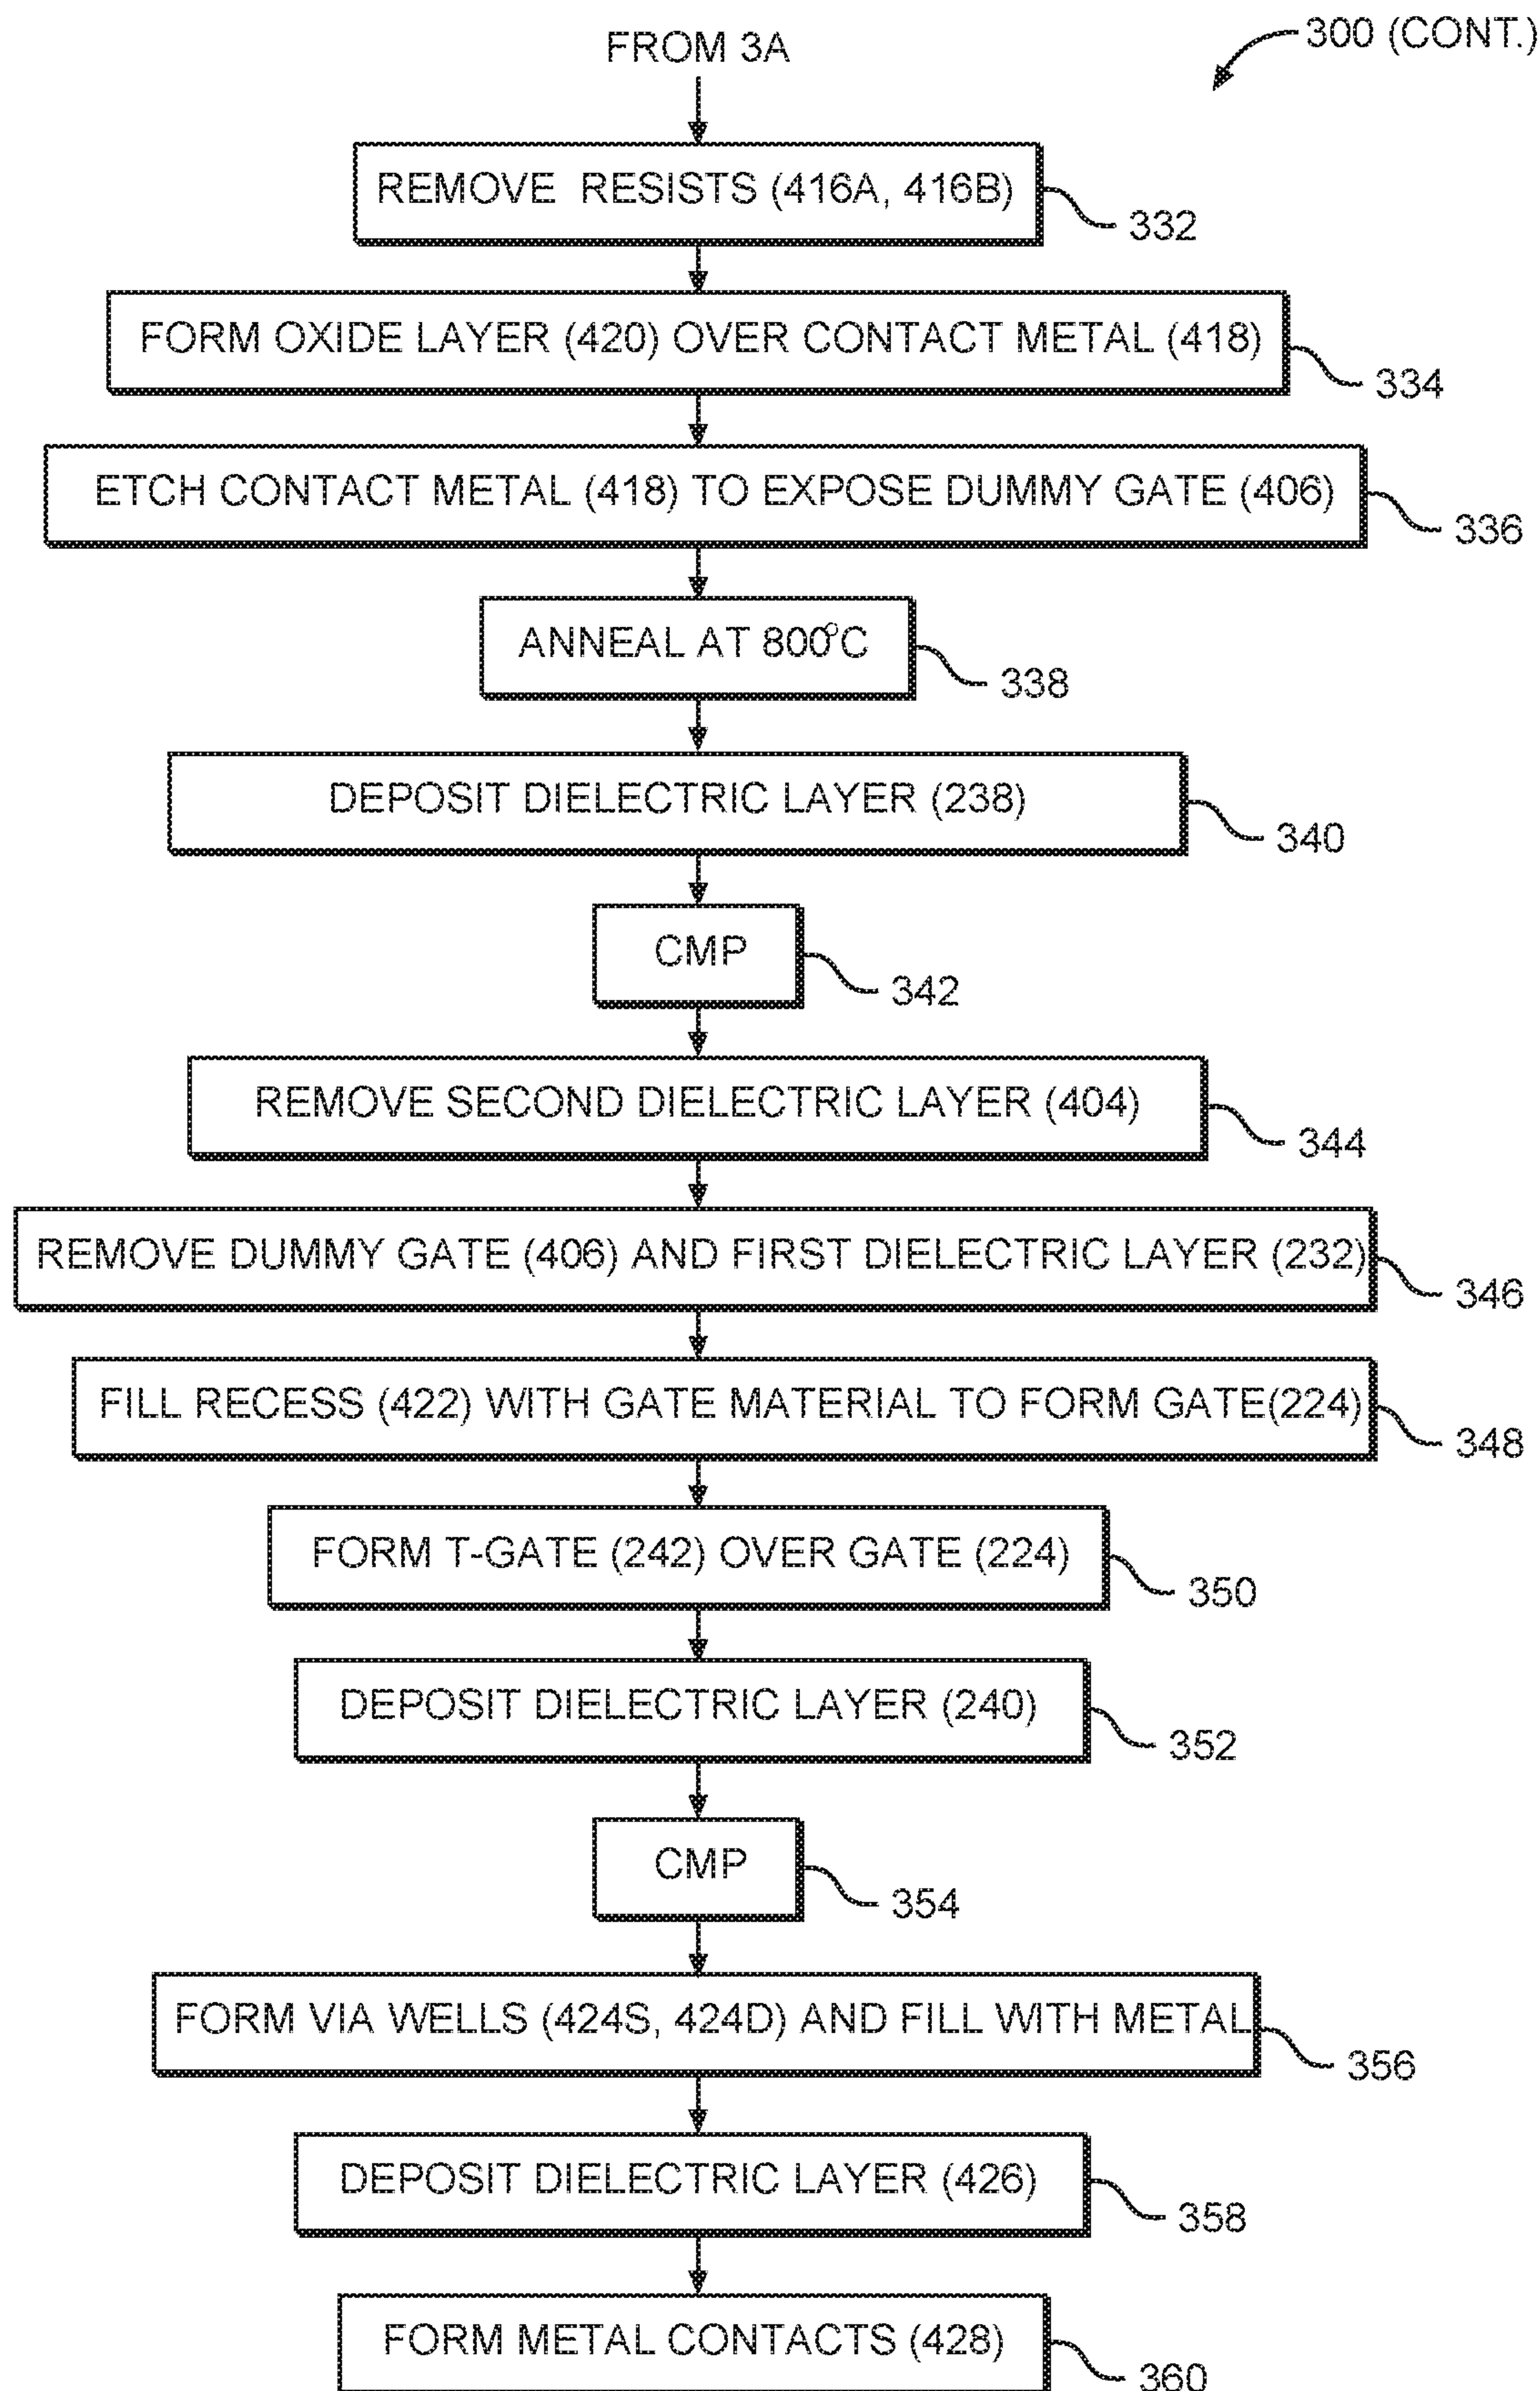 300 (CONT.)
FROM 3A
REMOVE RESISTS (416A, 416B)
332
FORM OXIDE LAYER (420) OVER CONTACT METAL (418)
334
ETCH CONTACT METAL (418) TO EXPOSE DUMMY GATE (406)
336
ANNEAL AT 800°C
338
DEPOSIT DIELECTRIC LAYER (238)
340
CMP
342
REMOVE SECOND DIELECTRIC LAYER (404)
344
REMOVE DUMMY GATE (406) AND FIRST DIELECTRIC LAYER (232)
346
FILL RECESS (422) WITH GATE MATERIAL TO FORM GATE(224)
348
FORM T-GATE (242) OVER GATE (224)
350
DEPOSIT DIELECTRIC LAYER (240)
352
CMP
354
FORM VIA WELLS (424S, 424D) AND FILL WITH METAL
356
DEPOSIT DIELECTRIC LAYER (426)
358
FORM METAL CONTACTS (428)
360